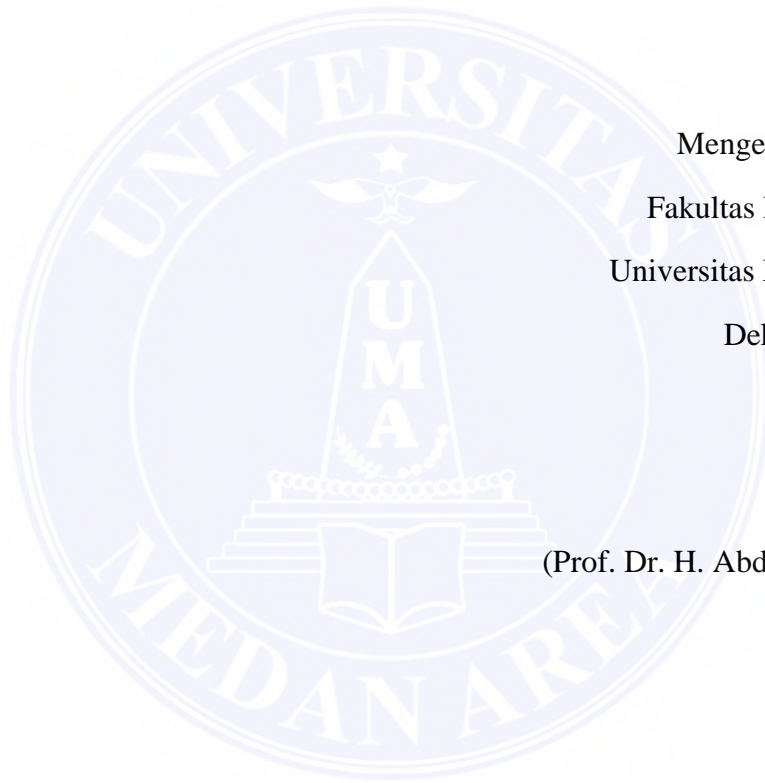 UNIVERSITAS
Menge
Fakultas
Universitas
Del
UMA
(Prof. Dr. H. Abd
MEDAN AREA